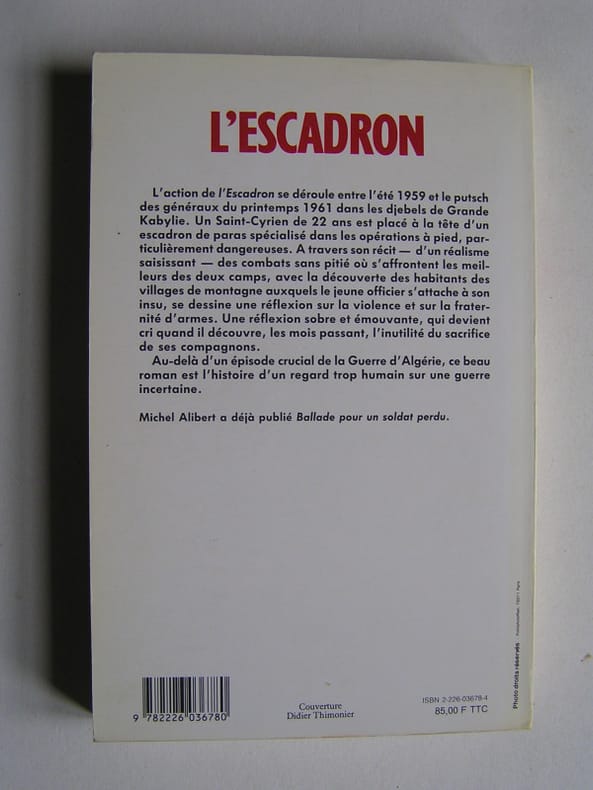 L'ESCADRON
L'action de l'Escadron se déroule entre l'été 1959 et le putsch
des généraux du printemps 1961 dans les djebels de Grande
Kabylie. Un Saint-Cyrien de 22 ans est placé à la tête d'un
escadron de paras spécialisé dans les opérations à pied, par-
ticulièrement dangereuses. A travers son récit — d'un réalisme
saisissant — des combats sans pitié où s'affrontent les meil-
leurs des deux camps, avec la découverte des habitants des
villages de montagne auxquels le jeune officier s'attache à son
insu, se dessine une réflexion sur la violence et sur la frater-
nité d'armes. Une réflexion sobre et émouvante, qui devient
cri quand il découvre, les mois passant, l'inutilité du sacrifice
de ses compagnons.
Au-delà d'un épisode crucial de la Guerre d'Algérie, ce beau
roman est l'histoire d'un regard trop humain sur une guerre
incertaine.
Michel Alibert a déjà publié Ballade pour un soldat perdu.
9 782226 036780
Couverture
Didier Thimonier
ISBN 2-226-03678-4
85,00 F TTC
Photo droits réservés